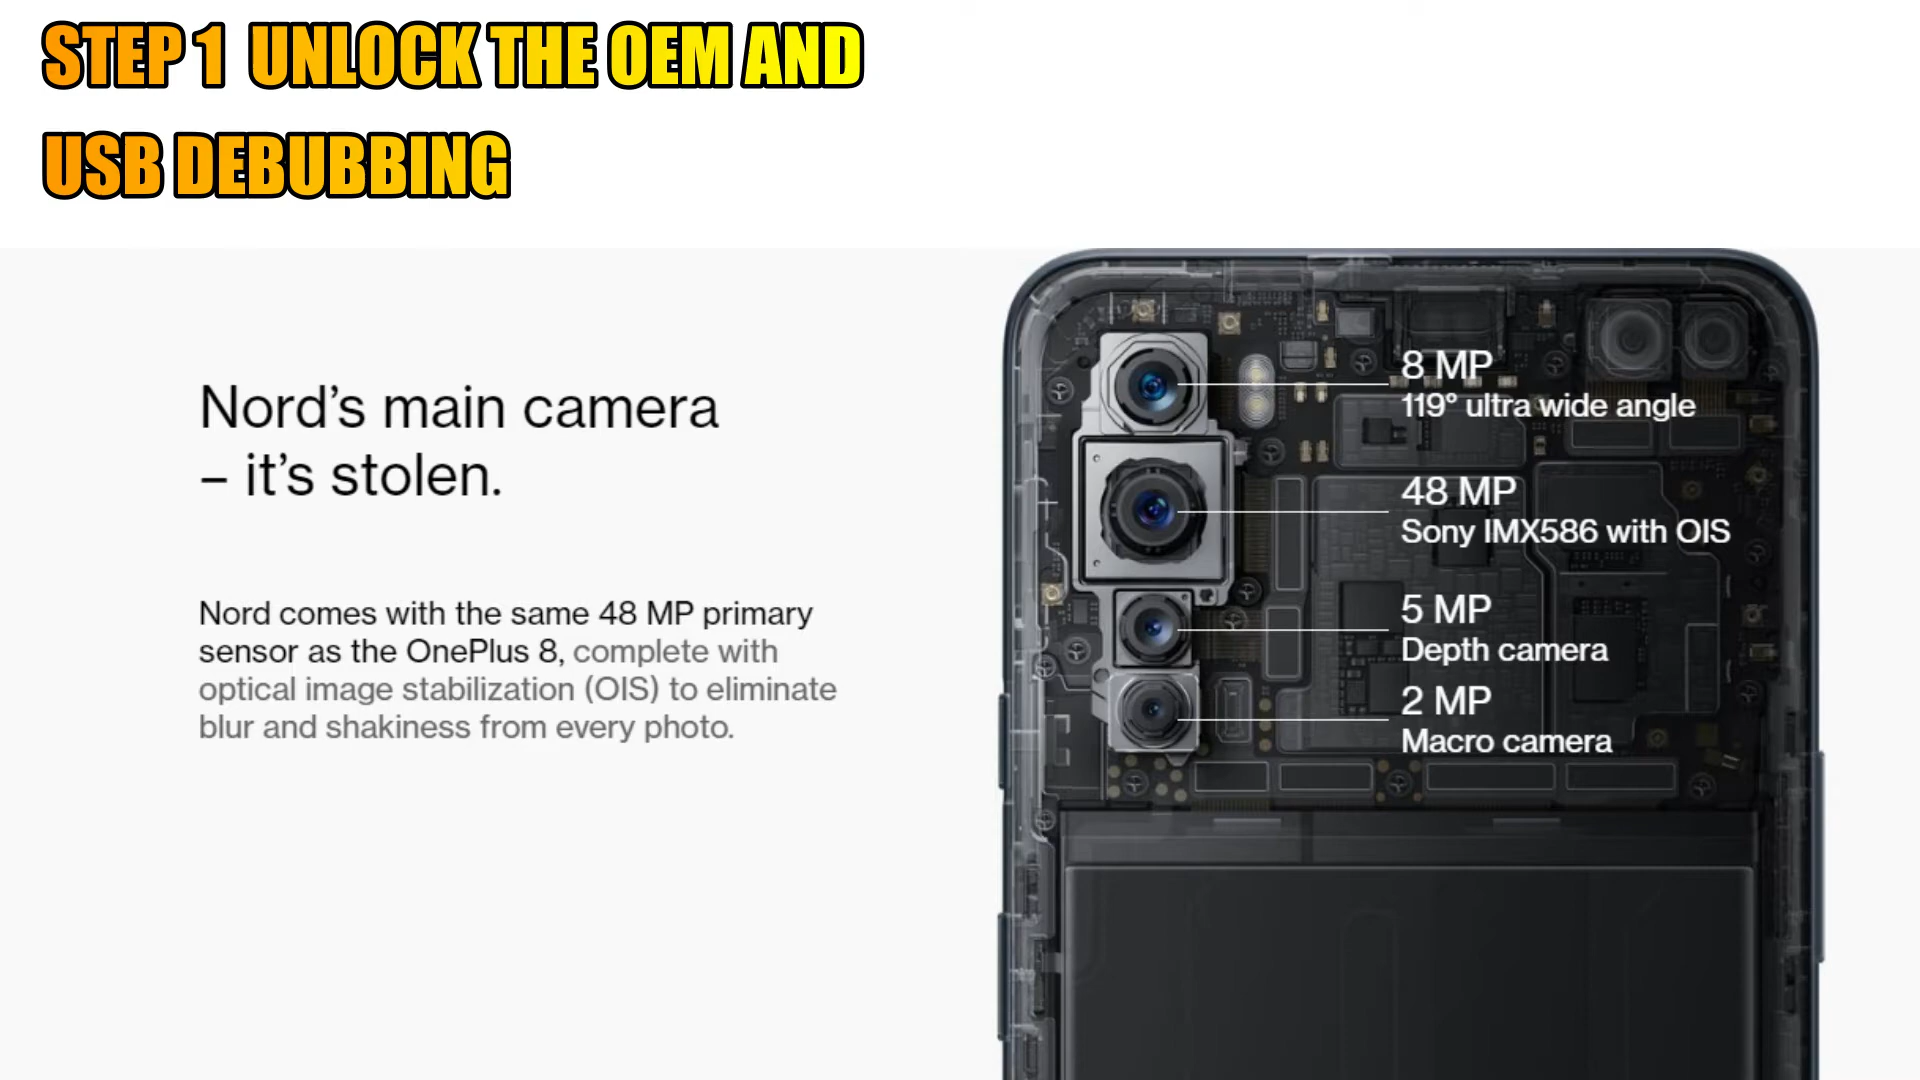 STEP 1 UNLOCK THE OEM AND
USB DEBUBBING
Nord’s main camera
– it’s stolen.
Nord comes with the same 48 MP primary
sensor as the OnePlus 8, complete with
optical image stabilization (OIS) to eliminate
blur and shakiness from every photo.
8 MP
119° ultra wide angle
48 MP
Sony IMX586 with OIS
5 MP
Depth camera
2 MP
Macro camera